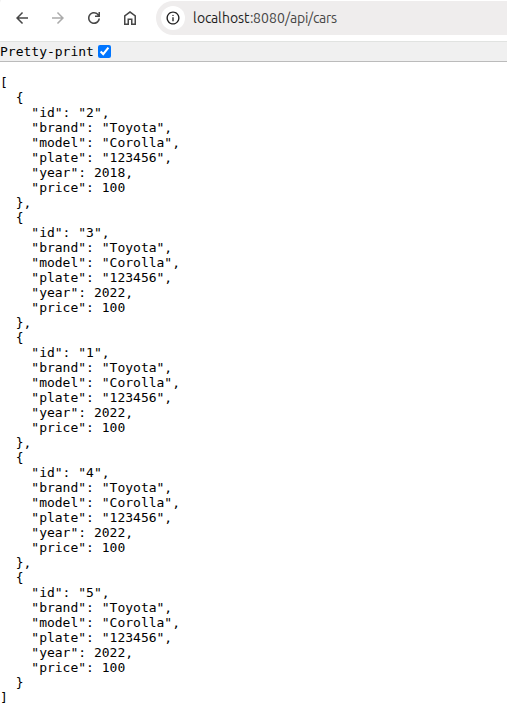 localhost:8080/api/cars
Pretty-print
[
  {
    "id": "2",
    "brand": "Toyota",
    "model": "Corolla",
    "plate": "123456",
    "year": 2018,
    "price": 100
  },
  {
    "id": "3",
    "brand": "Toyota",
    "model": "Corolla",
    "plate": "123456",
    "year": 2022,
    "price": 100
  },
  {
    "id": "1",
    "brand": "Toyota",
    "model": "Corolla",
    "plate": "123456",
    "year": 2022,
    "price": 100
  },
  {
    "id": "4",
    "brand": "Toyota",
    "model": "Corolla",
    "plate": "123456",
    "year": 2022,
    "price": 100
  },
  {
    "id": "5",
    "brand": "Toyota",
    "model": "Corolla",
    "plate": "123456",
    "year": 2022,
    "price": 100
  }
]